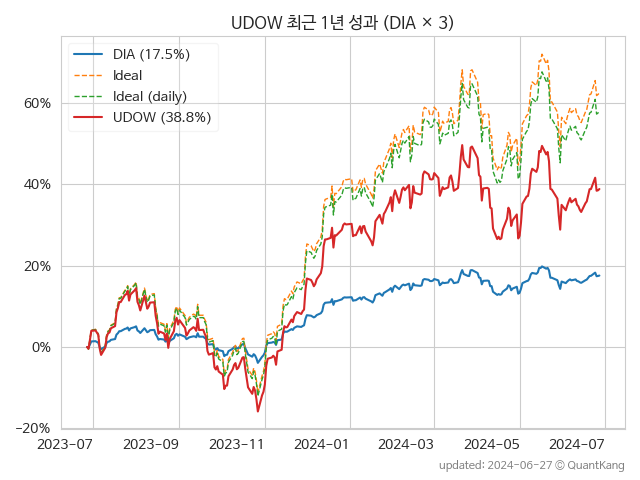 UDOW 최근 1년 성과 (DIA × 3)
DIA (17.5%)
Ideal
Ideal (daily)
UDOW (38.8%)
60%
40%
20%
0%
−20%
2023-07 2023-09 2023-11 2024-01 2024-03 2024-05 2024-07
updated: 2024-06-27 © QuantKang